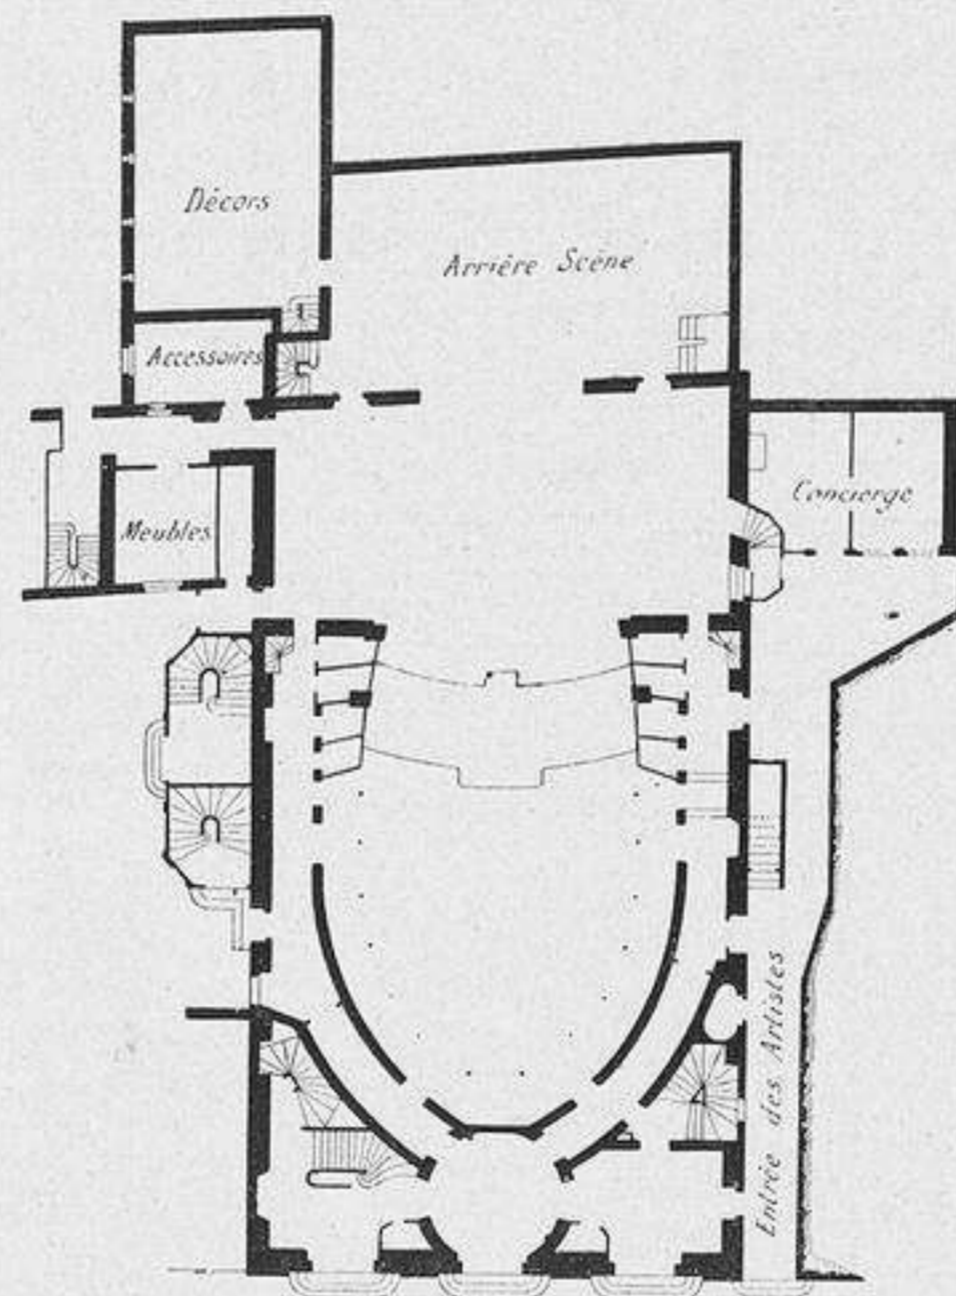 Décors
Arrière Scène
Accessoires
Concierge
Meubles
Entrée des Artistes